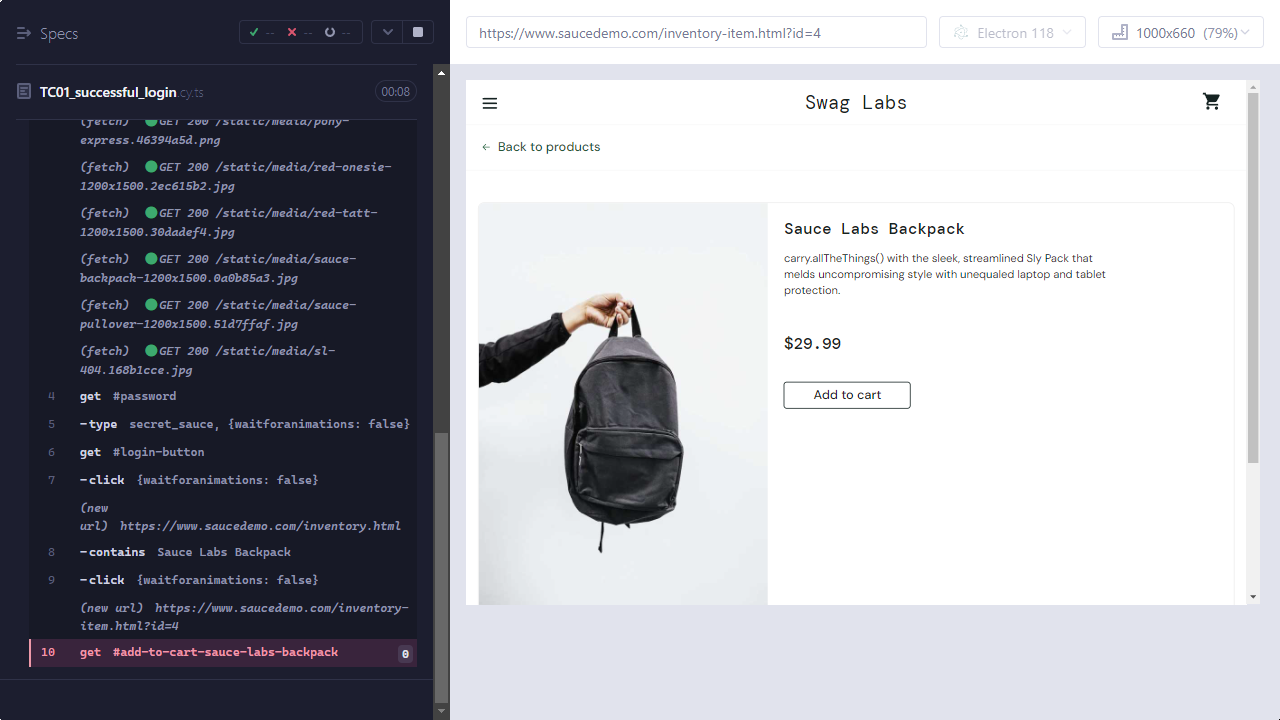 Specs
-- -- --
https://www.saucedemo.com/inventory-item.html?id=4
Electron 118
1000x660 (79%)
TC01_successful_login.cy.ts
00:08
(fetch) GET 200 /static/media/pony-
express.46394a5d.png
(fetch) GET 200 /static/media/red-onesie-
1200x1500.2ec615b2.jpg
(fetch) GET 200 /static/media/red-tatt-
1200x1500.30dadef4.jpg
(fetch) GET 200 /static/media/sauce-
backpack-1200x1500.0a0b85a3.jpg
(fetch) GET 200 /static/media/sauce-
pullover-1200x1500.51d7ffaf.jpg
(fetch) GET 200 /static/media/sl-
404.168b1cce.jpg
4 get #password
5 -type secret_sauce, {waitforanimations: false}
6 get #login-button
7 -click {waitforanimations: false}
(new
url) https://www.saucedemo.com/inventory.html
8 -contains Sauce Labs Backpack
9 -click {waitforanimations: false}
(new url) https://www.saucedemo.com/inventory-
item.html?id=4
10 get #add-to-cart-sauce-labs-backpack 0
Swag Labs
Back to products
Sauce Labs Backpack
carry.allTheThings() with the sleek, streamlined Sly Pack that
melds uncompromising style with unequaled laptop and tablet
protection.
$29.99
Add to cart